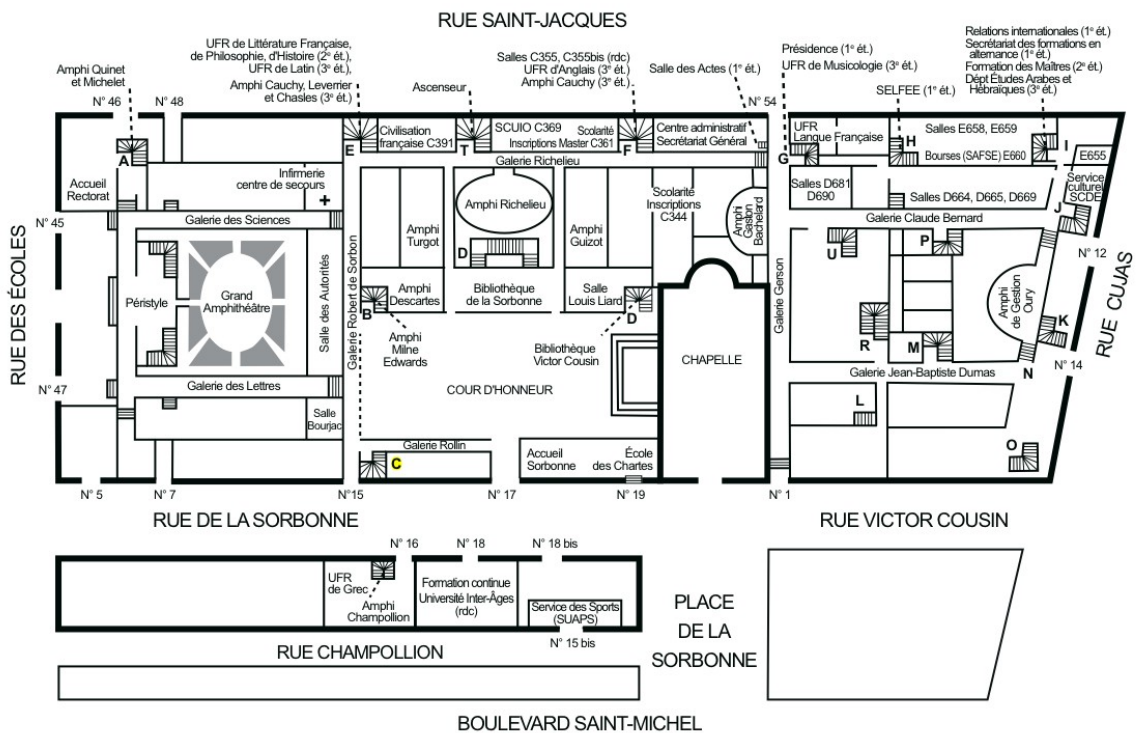 RUE SAINT-JACQUES
UFR de Littérature Française,
de Philosophie, d'Histoire (2e ét.),
UFR de Latin (3e ét.),
Amphi Cauchy, Leverrier
et Chasles (3e ét.)
Salles C355, C355bis (rdc)
UFR d'Anglais (3e ét.)
Amphi Cauchy (3e ét.)
Ascenseur
Salle des Actes (1e ét.)
Présidence (1e ét.)
UFR de Musicologie (3e ét.)
SELFEE (1e ét.)
Relations internationales (1e ét.)
Secrétariat des formations en
alternance (1e ét.)
Formation des Maîtres (2e ét.)
Dépt Études Arabes et
Hébraïques (3e ét.)
Amphi Quinet
et Michelet
N° 46
N° 48
N° 54
A
E
Civilisation
française C391
T
SCUIO C369
Scolarité
Inscriptions Master C361
F
Centre administratif
Secrétariat Général
G
UFR
Langue Française
H
Salles E658, E659
Bourses (SAFSE) E660
I
E655
Galerie Richelieu
Accueil
Rectorat
Infirmerie
centre de secours
+
Amphi Turgot
Amphi Richelieu
D
Amphi
Guizot
Scolarité
Inscriptions
C344
Amphi
Gaston
Bachelard
Salles D681
D690
Salles D664, D665, D669
Service
culturel
SCDE
J
N° 45
Galerie des Sciences
Galerie Claude Bernard
RUE DES ÉCOLES
Péristyle
Grand
Amphithéâtre
Salle des Autorités
Galerie Robert de Sorbon
Amphi
Descartes
Bibliothèque
de la Sorbonne
Salle
Louis Liard
B
D
Amphi
Milne
Edwards
Bibliothèque
Victor Cousin
CHAPELLE
Galerie Gerson
U
P
R
M
Amphi
de Gestion
Oury
K
N
N° 12
N° 14
RUE CUJAS
N° 47
Galerie des Lettres
COUR D'HONNEUR
Galerie Jean-Baptiste Dumas
Salle
Bourjac
Galerie Rollin
C
Accueil
Sorbonne
École
des Chartes
L
O
N° 5
N° 7
N°15
N° 17
N° 19
N° 1
RUE DE LA SORBONNE
RUE VICTOR COUSIN
N° 16
N° 18
N° 18 bis
UFR
de Grec
Amphi
Champollion
Formation continue
Université Inter-Âges
(rdc)
Service des Sports
(SUAPS)
N° 15 bis
PLACE
DE LA
SORBONNE
RUE CHAMPOLLION
BOULEVARD SAINT-MICHEL